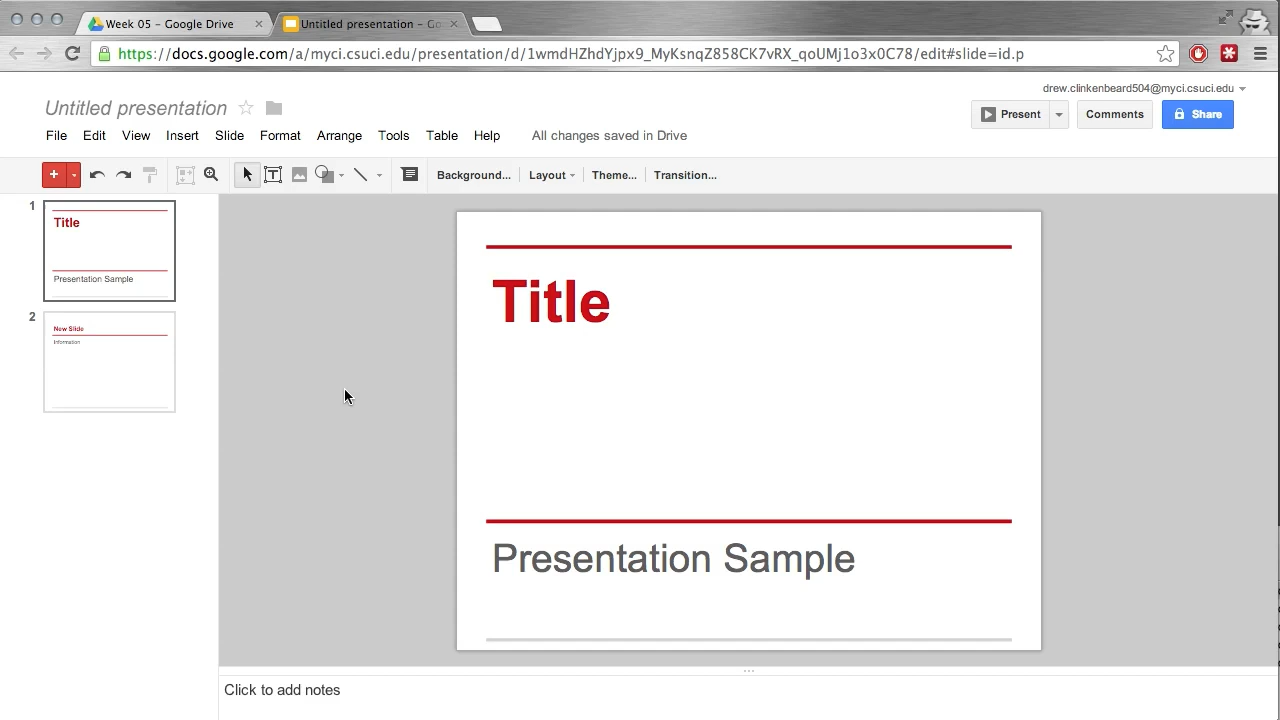 Week 05 - Google Drive
Untitled presentation - Go
https://docs.google.com/a/myci.csuci.edu/presentation/d/1wmdHZhdYjpx9_MyKsnqZ858CK7vRX_qoUMj1o3x0C78/edit#slide=id.p
drew.clinkenbeard504@myci.csuci.edu
Untitled presentation
Present Comments Share
File Edit View Insert Slide Format Arrange Tools Table Help All changes saved in Drive
Background... Layout Theme... Transition...
1
Title
Presentation Sample
2
New Slide
Information
Title
Presentation Sample
Click to add notes